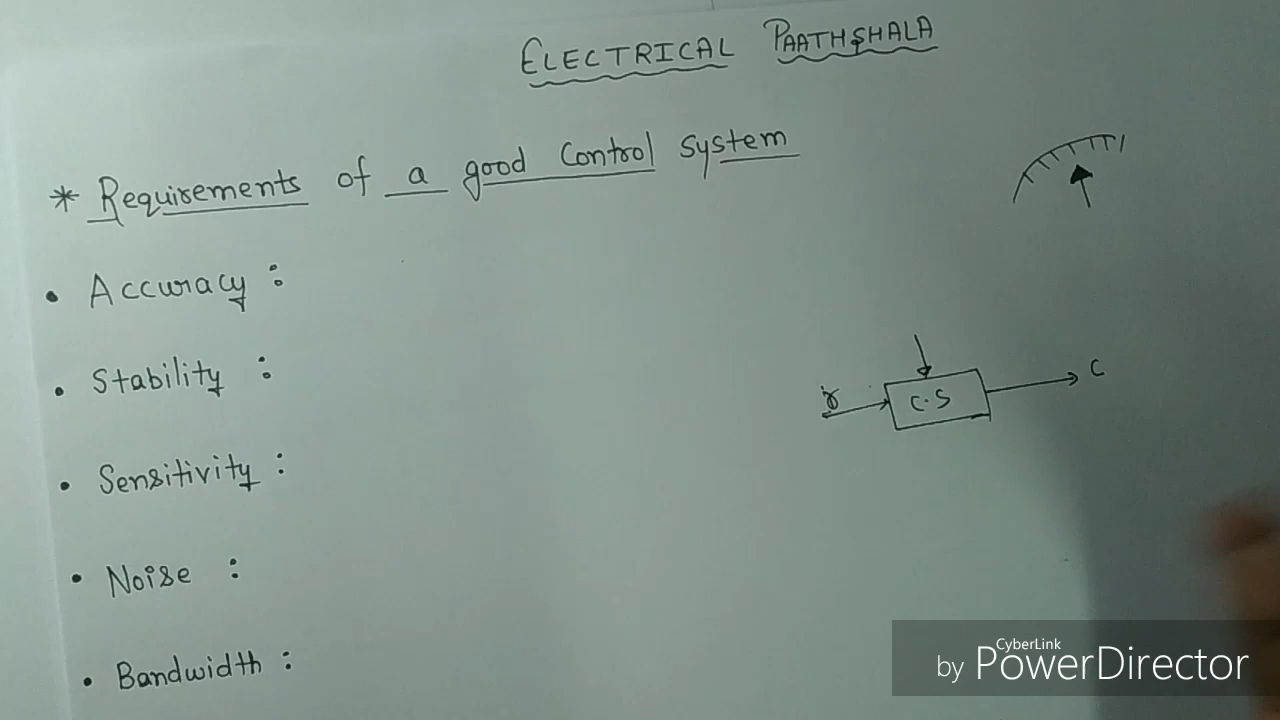 ELECTRICAL PAATHSHALA
* Requirements of a good Control system
• Accuracy :
• Stability :
r C.S C
• Sensitivity :
• Noise :
• Bandwidth :
CyberLink
by PowerDirector